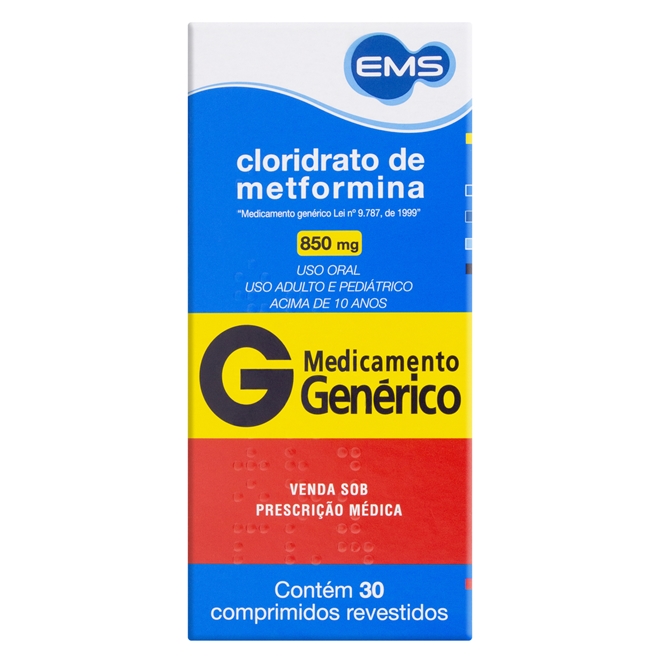 EMS
cloridrato de
metformina
"Medicamento genérico Lei nº 9.787, de 1999"
850 mg
USO ORAL
USO ADULTO E PEDIÁTRICO
ACIMA DE 10 ANOS
G Medicamento
Genérico
VENDA SOB
PRESCRIÇÃO MÉDICA
Contém 30
comprimidos revestidos